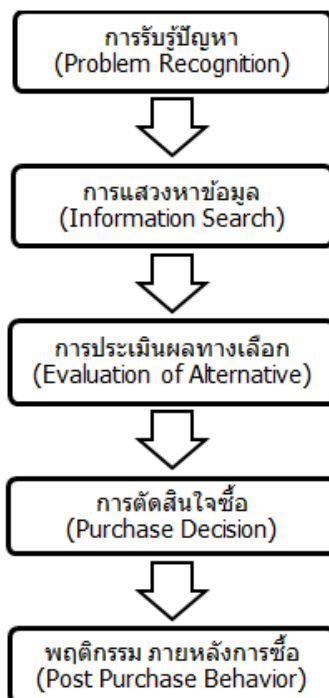 การรับรู้ปัญหา
(Problem Recognition)
การแสวงหาข้อมูล
(Information Search)
การประเมินผลทางเลือก
(Evaluation of Alternative)
การตัดสินใจซื้อ
(Purchase Decision)
พฤติกรรม ภายหลังการซื้อ
(Post Purchase Behavior)